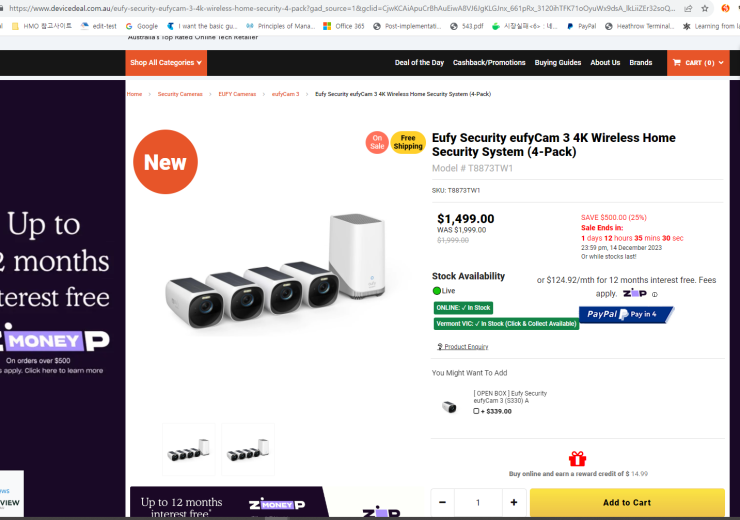 https://www.devicedeal.com.au/eufy-security-eufycam-3-4k-wireless-home-security-4-pack?gad_source=1&gclid=
HMO 참고사이트 edit-test Google I want the basic gu... Principles of Mana... Office 365 Post-implementati... 543.pdf PayPal Heathrow Terminal... Learning from
Australia's Top Rated Online Tech Retailer
Shop All Categories
Deal of the Day Cashback/Promotions Buying Guides About Us Brands
CART (0)
Home > Security Cameras > EUFY Cameras > eufyCam 3 > Eufy Security eufyCam 3 4K Wireless Home Security System (4-Pack)
New
On Sale
Free Shipping
Eufy Security eufyCam 3 4K Wireless Home
Security System (4-Pack)
Model # T8873TW1
SKU: T8873TW1
$1,499.00
WAS $1,999.00
$1,999.00
SAVE $500.00 (25%)
Sale Ends in:
1 days 12 hours 35 mins 30 sec
23:59 pm, 14 December 2023
Or while stocks last!
Stock Availability
Live
ONLINE: ✓ In Stock
Vermont VIC: ✓ In Stock (Click & Collect Available)
or $124.92/mth for 12 months interest free. Fees
apply. ZIP
PayPal Pay in 4
Product Enquiry
You Might Want To Add
[ OPEN BOX ] Eufy Security
eufyCam 3 (S330) A
+ $339.00
Buy online and earn a reward credit of $ 14.99
− 1 +
Add to Cart
Up to
2 months
terest free
MONEY
On orders over $500
s apply. Click here to learn more
ws
VIEW
Up to 12 months
interest free*
ZIP MONEY
ZIP